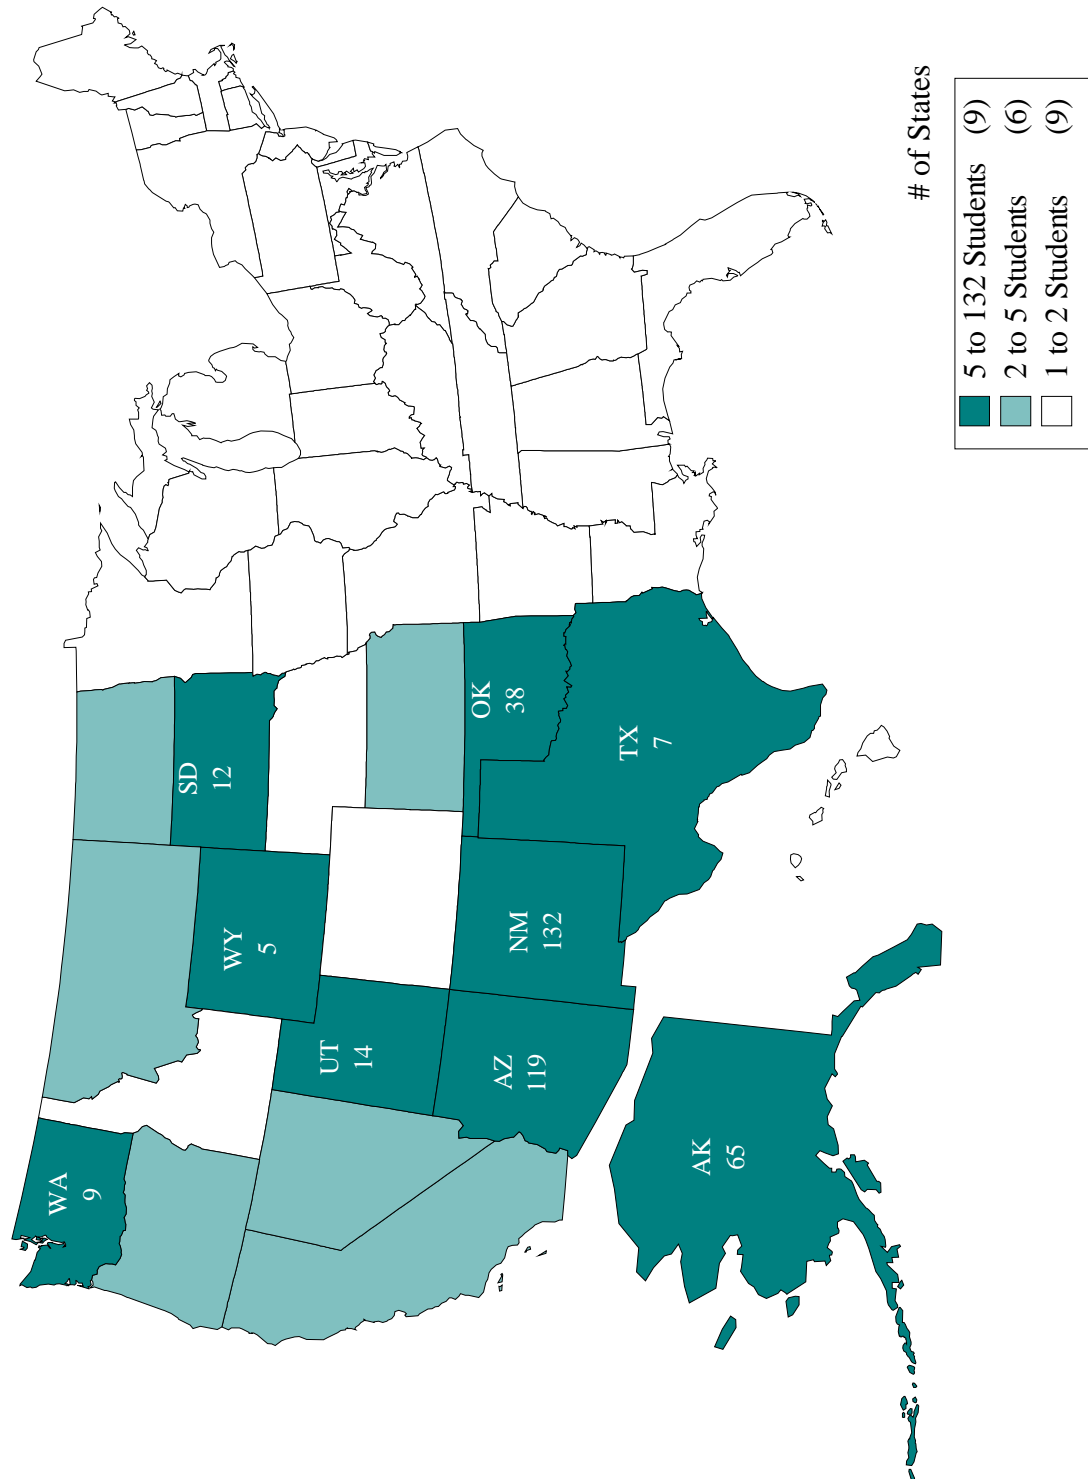 WA
9
SD
12
WY
5
UT
14
OK
38
AZ
119
NM
132
TX
7
AK
65
# of States
5 to 132 Students (9)
2 to 5 Students (6)
1 to 2 Students (9)